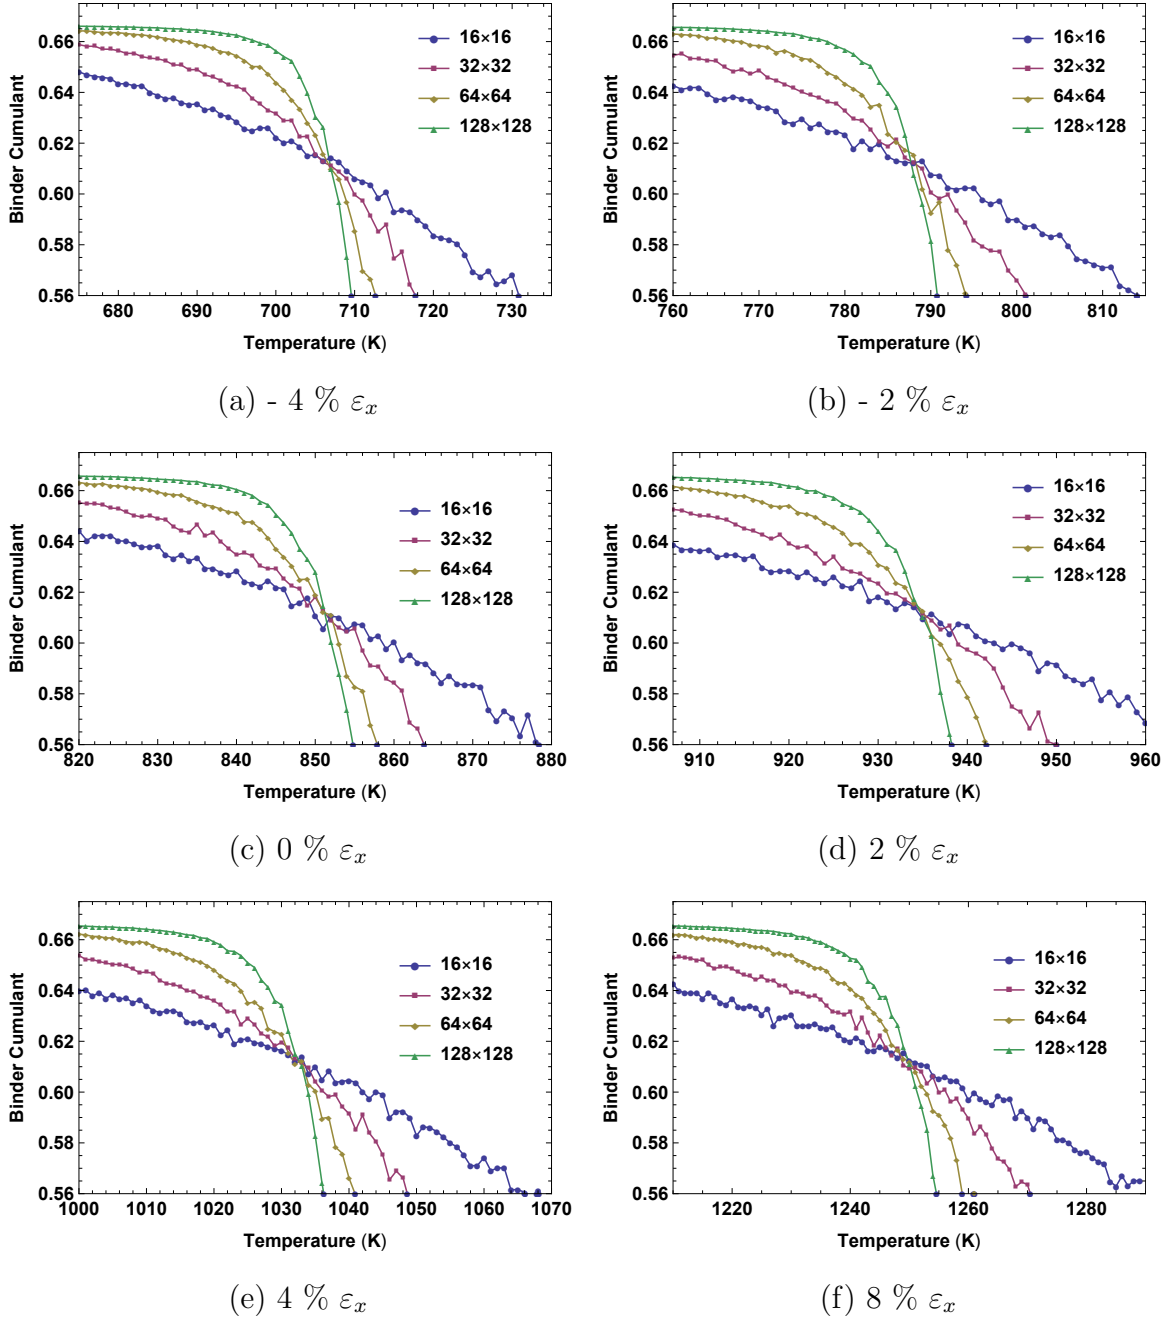 0.66
0.64
0.62
0.60
0.58
0.56
Binder Cumulant
16×16
32×32
64×64
128×128
680 690 700 710 720 730
Temperature (K)
(a) - 4 % εx
0.66
0.64
0.62
0.60
0.58
0.56
Binder Cumulant
16×16
32×32
64×64
128×128
760 770 780 790 800 810
Temperature (K)
(b) - 2 % εx
0.66
0.64
0.62
0.60
0.58
0.56
Binder Cumulant
16×16
32×32
64×64
128×128
820 830 840 850 860 870 880
Temperature (K)
(c) 0 % εx
0.66
0.64
0.62
0.60
0.58
0.56
Binder Cumulant
16×16
32×32
64×64
128×128
910 920 930 940 950 960
Temperature (K)
(d) 2 % εx
0.66
0.64
0.62
0.60
0.58
0.56
Binder Cumulant
16×16
32×32
64×64
128×128
1000 1010 1020 1030 1040 1050 1060 1070
Temperature (K)
(e) 4 % εx
0.66
0.64
0.62
0.60
0.58
0.56
Binder Cumulant
16×16
32×32
64×64
128×128
1220 1240 1260 1280
Temperature (K)
(f) 8 % εx